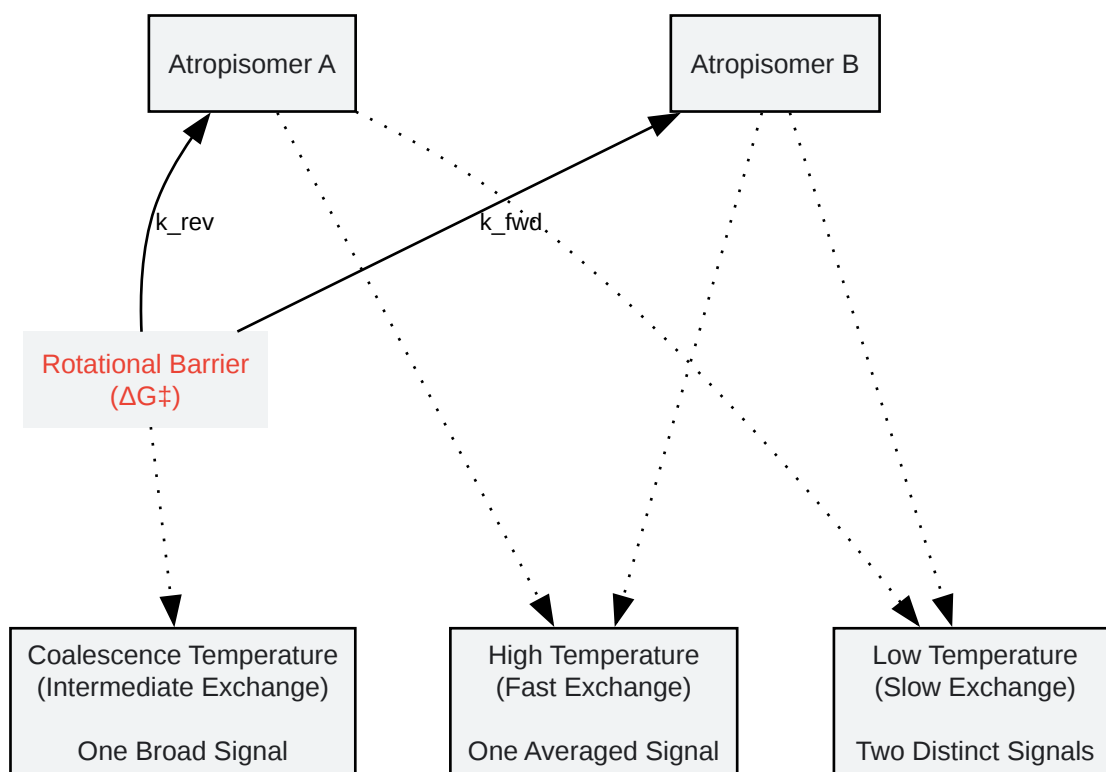 Atropisomer A
Atropisomer B
k_rev
k_fwd
Rotational Barrier
(ΔG‡)
Coalescence Temperature
(Intermediate Exchange)
One Broad Signal
High Temperature
(Fast Exchange)
One Averaged Signal
Low Temperature
(Slow Exchange)
Two Distinct Signals